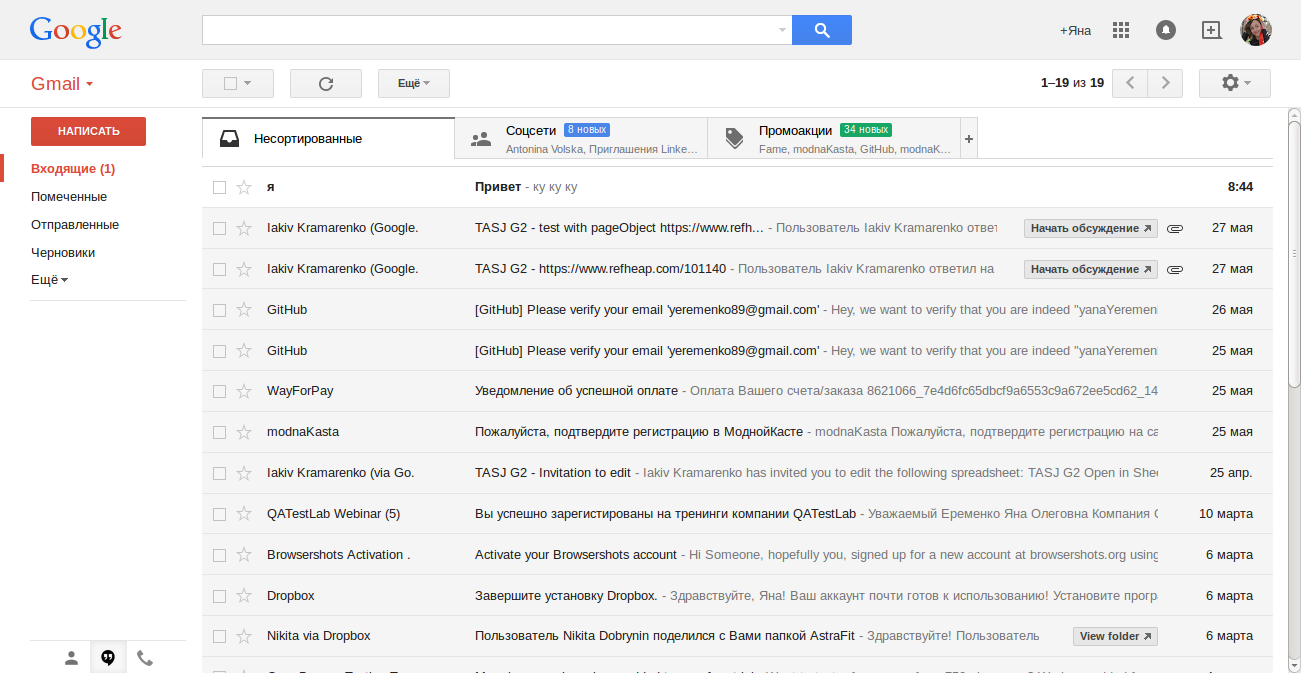 Google
+Яна
Gmail
Ещё
1–19 из 19
НАПИСАТЬ
Входящие (1)
Помеченные
Отправленные
Черновики
Ещё
Несортированные
Соцсети 8 новых
Antonina Volska, Приглашения Linke...
Промоакции 34 новых
Fame, modnaKasta, GitHub, modnaK...
+
я Привет - ку ку ку 8:44
Iakiv Kramarenko (Google. TASJ G2 - test with pageObject https://www.refh... - Пользователь Iakiv Kramarenko ответ Начать обсуждение 27 мая
Iakiv Kramarenko (Google. TASJ G2 - https://www.refheap.com/101140 - Пользователь Iakiv Kramarenko ответил на Начать обсуждение 27 мая
GitHub [GitHub] Please verify your email 'yeremenko89@gmail.com' - Hey, we want to verify that you are indeed "yanaYeremen 26 мая
GitHub [GitHub] Please verify your email 'yeremenko89@gmail.com' - Hey, we want to verify that you are indeed "yanaYeremen 25 мая
WayForPay Уведомление об успешной оплате - Оплата Вашего счета/заказа 8621066_7e4d6fc65dbcf9a6553c9a672ee5cd62_14 25 мая
modnaKasta Пожалуйста, подтвердите регистрацию в МоднойКасте - modnaKasta Пожалуйста, подтвердите регистрацию на са 25 мая
Iakiv Kramarenko (via Go. TASJ G2 - Invitation to edit - Iakiv Kramarenko has invited you to edit the following spreadsheet: TASJ G2 Open in Shee 25 апр.
QATestLab Webinar (5) Вы успешно зарегистированы на тренинги компании QATestLab - Уважаемый Еременко Яна Олеговна Компания 10 марта
Browsershots Activation . Activate your Browsershots account - Hi Someone, hopefully you, signed up for a new account at browsershots.org using 6 марта
Dropbox Завершите установку Dropbox. - Здравствуйте, Яна! Ваш аккаунт почти готов к использованию! Установите прогр 6 марта
Nikita via Dropbox Пользователь Nikita Dobrynin поделился с Вами папкой AstraFit - Здравствуйте! Пользователь View folder 6 марта